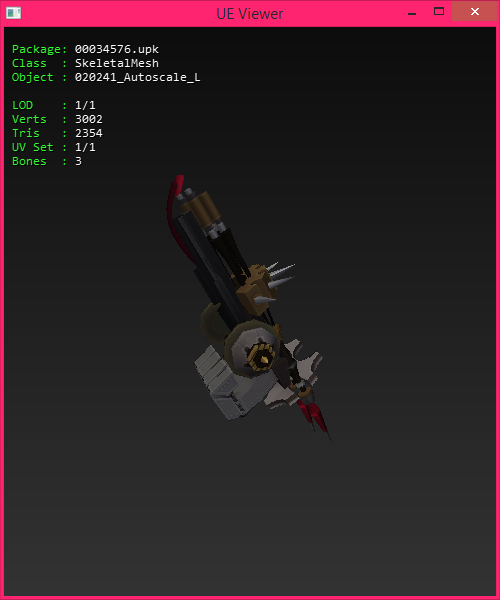 UE Viewer
Package: 00034576.upk
Class  : SkeletalMesh
Object : 020241_Autoscale_L
LOD    : 1/1
Verts  : 3002
Tris   : 2354
UV Set : 1/1
Bones  : 3